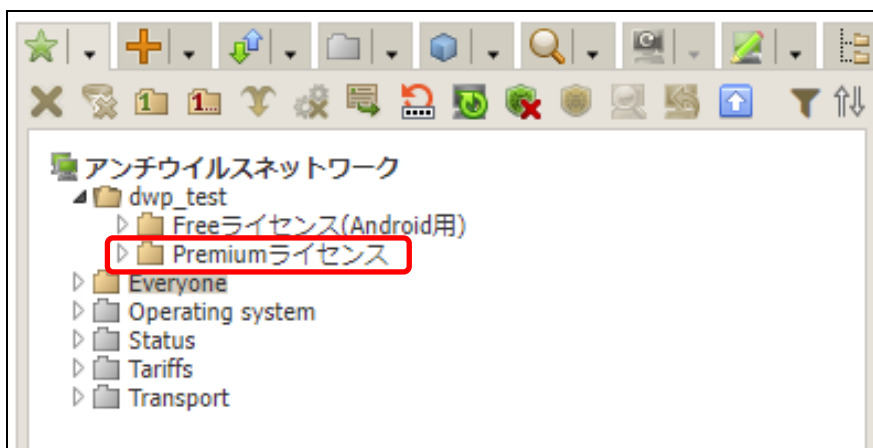 アンチウイルスネットワーク
dwp_test
Freeライセンス(Android用)
Premiumライセンス
Everyone
Operating system
Status
Tariffs
Transport